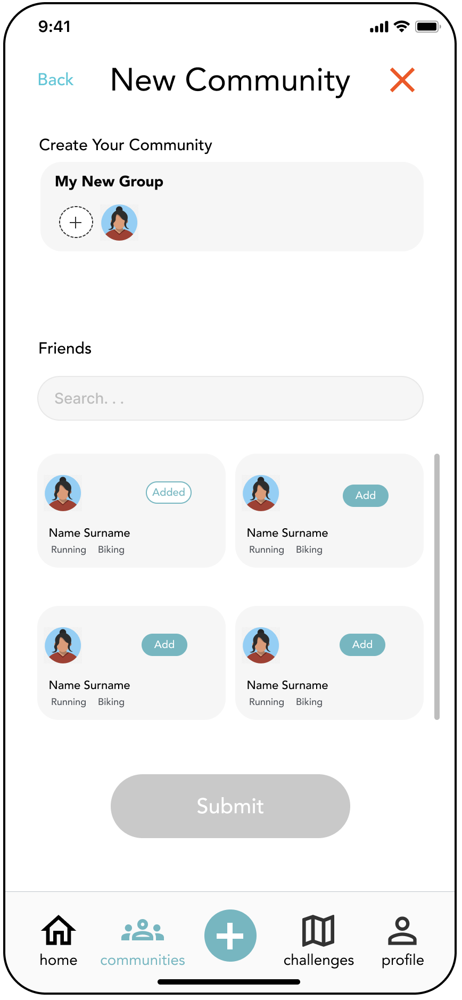 9:41
Back New Community
Create Your Community
My New Group
Friends
Search. . .
Added Add
Name Surname Name Surname
Running Biking Running Biking
Add Add
Name Surname Name Surname
Running Biking Running Biking
Submit
home communities challenges profile